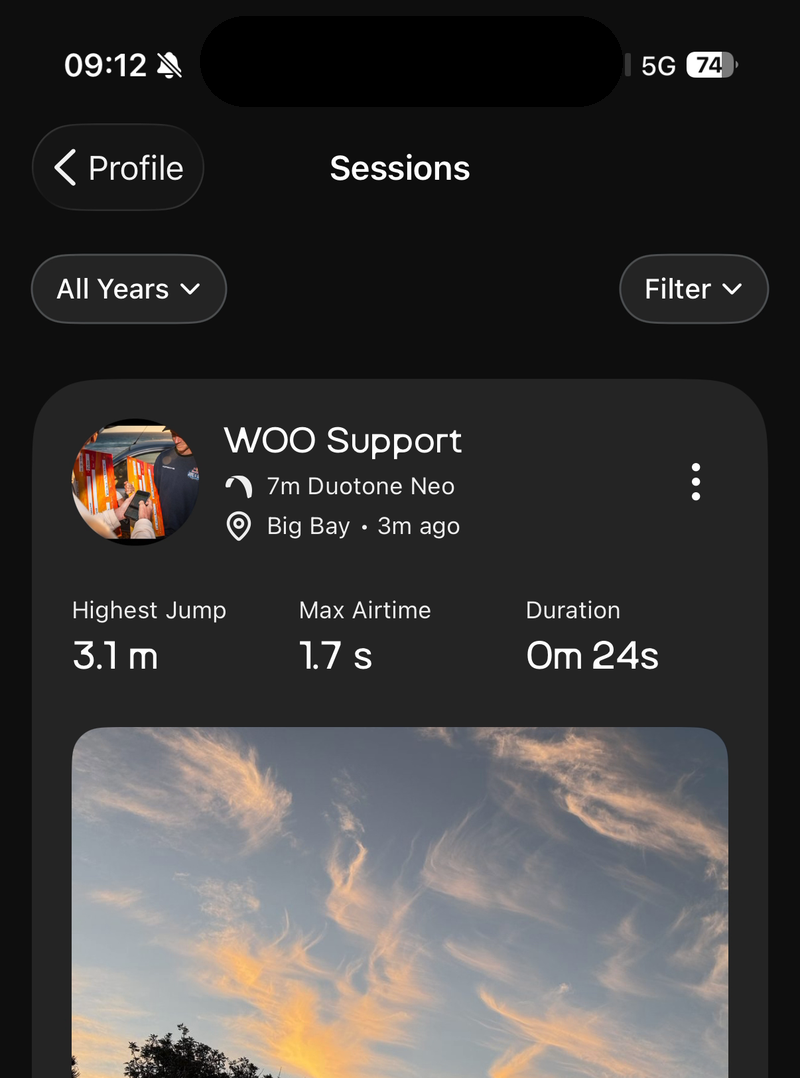 09:12 5G 74
Profile Sessions
All Years Filter
WOO Support
7m Duotone Neo
Big Bay • 3m ago
Highest Jump Max Airtime Duration
3.1 m 1.7 s 0m 24s